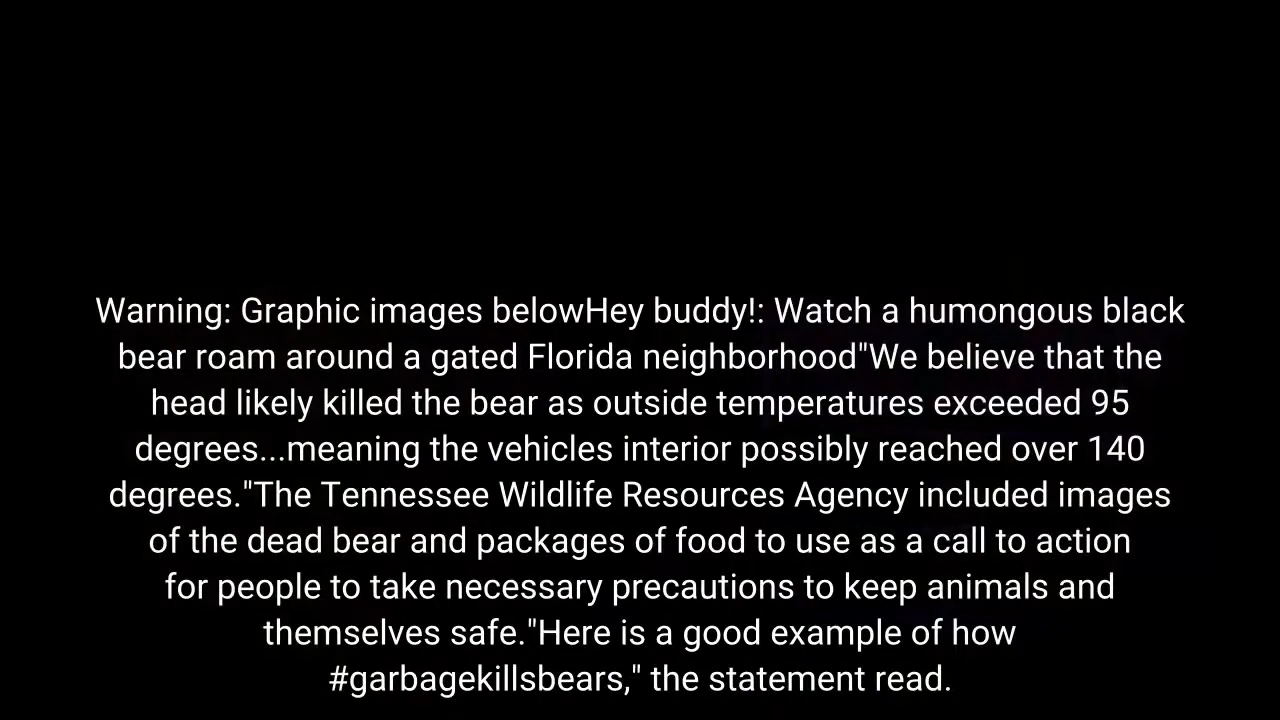 Warning: Graphic images belowHey buddy!: Watch a humongous black
bear roam around a gated Florida neighborhood"We believe that the
head likely killed the bear as outside temperatures exceeded 95
degrees...meaning the vehicles interior possibly reached over 140
degrees."The Tennessee Wildlife Resources Agency included images
of the dead bear and packages of food to use as a call to action
for people to take necessary precautions to keep animals and
themselves safe."Here is a good example of how
#garbagekillsbears," the statement read.